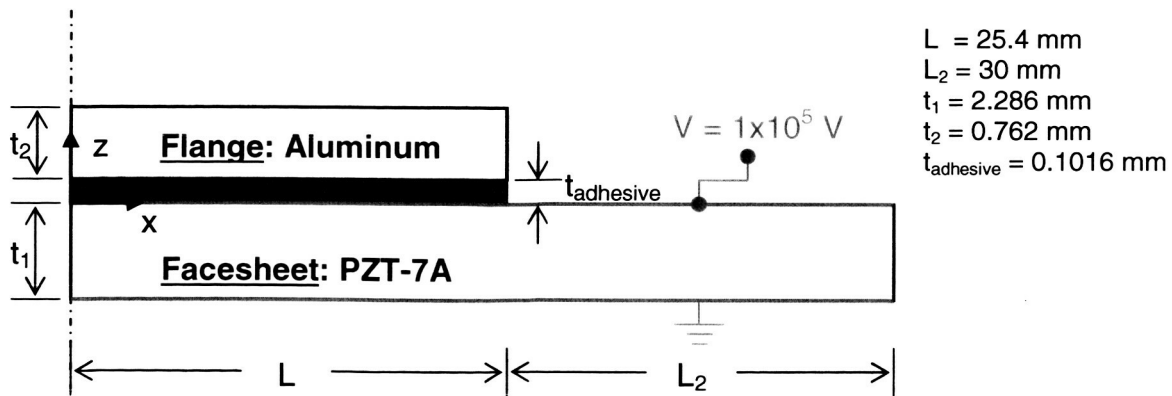 L = 25.4 mm
L₂ = 30 mm
t₁ = 2.286 mm
t₂ = 0.762 mm
t_adhesive = 0.1016 mm
V = 1x10⁵ V
t₂
z
Flange: Aluminum
t_adhesive
x
t₁
Facesheet: PZT-7A
L
L₂